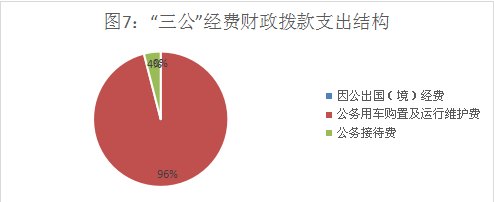 图7：“三公”经费财政拨款支出结构
4%
0%
因公出国（境）经费
公务用车购置及运行维护费
公务接待费
96%